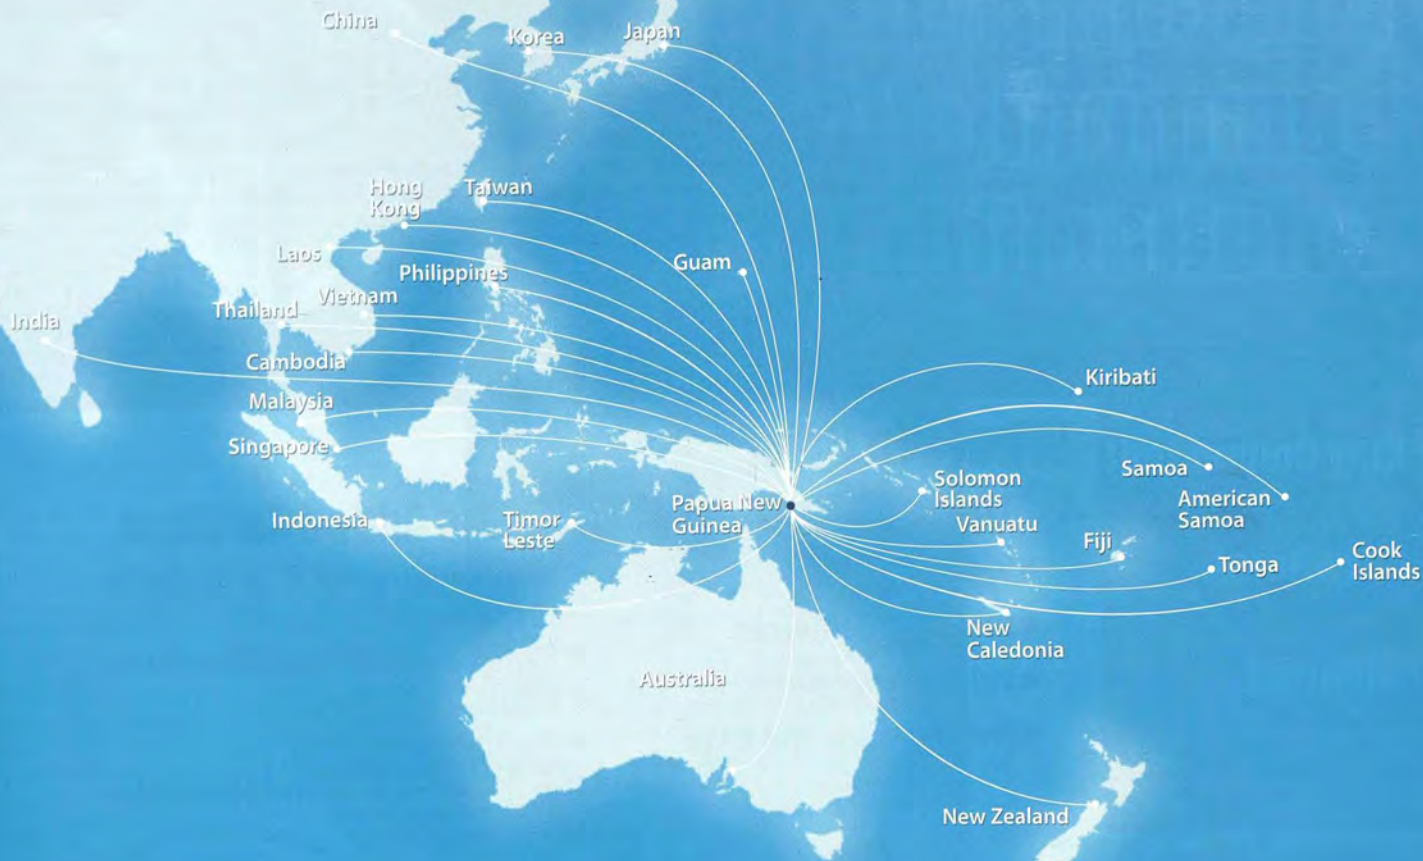 China
Korea
Japan
Hong
Kong
Taiwan
Laos
Philippines
Guam
Vietnam
Thailand
India
Cambodia
Malaysia
Singapore
Kiribati
Samoa
Solomon
Islands
American
Samoa
Papua New
Guinea
Indonesia
Timor
Leste
Vanuatu
Fiji
Tonga
Cook
Islands
New
Caledonia
Australia
New Zealand